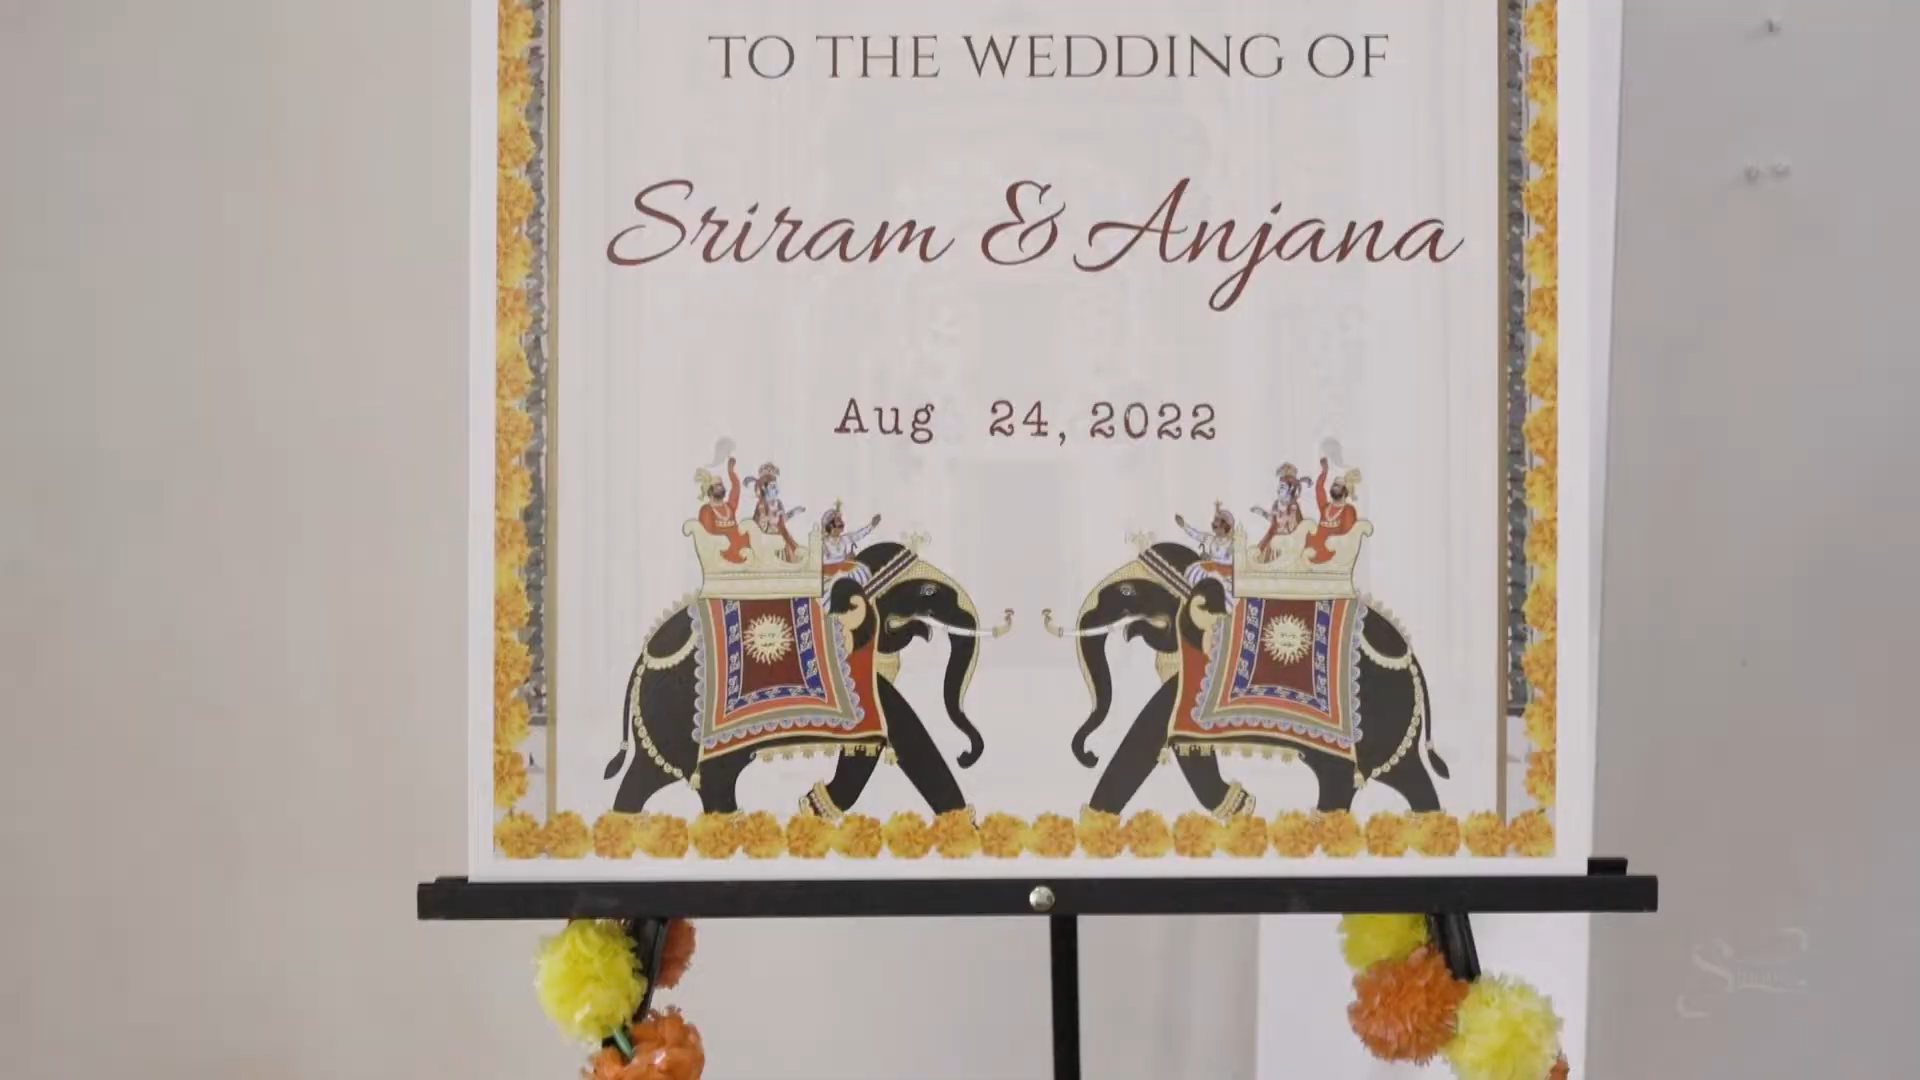 TO THE WEDDING OF
Sriram & Anjana
Aug 24, 2022